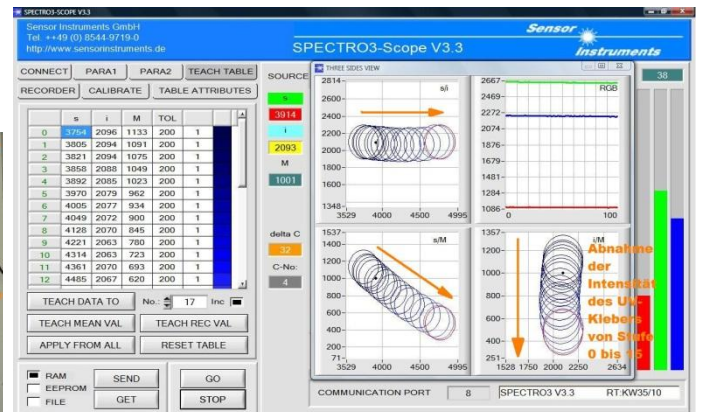 SPECTRO3-SCOPE V3.3
Sensor Instruments GmbH
Tel. ++49 (0) 8544-9719-0
http://www.sensorinstruments.de
SPECTRO3-Scope V3.3
Sensor
Instruments
CONNECT PARA1 PARA2 TEACH TABLE
RECORDER CALIBRATE TABLE ATTRIBUTES
s i M TOL
0 3754 2096 1133 200 1
1 3805 2094 1091 200 1
2 3821 2094 1075 200 1
3 3858 2088 1049 200 1
4 3892 2085 1023 200 1
5 3970 2079 962 200 1
6 4005 2077 934 200 1
7 4049 2072 900 200 1
8 4128 2070 845 200 1
9 4221 2063 780 200 1
10 4314 2063 723 200 1
11 4361 2070 693 200 1
12 4485 2067 620 200 1
TEACH DATA TO No.: 17 Inc
TEACH MEAN VAL TEACH REC VAL
APPLY FROM ALL RESET TABLE
RAM
EEPROM
FILE
SEND GO
GET STOP
SOURCE
s
3914
i
2093
M
1001
delta C
32
C-No:
4
THREE SIDES VIEW
s/i
2814
2600
2400
2200
2000
1800
1600
1348
3529 4000 4500 4995
RGB
2667
2469
2272
2074
1876
1679
1481
1284
1086
0 100
s/M
1537
1400
1200
1000
800
600
400
200
71
3529 4000 4500 4995
i/M
1357
1200
1000
800
600
400
251
1528 1750 2000 2250 2634
Abnahme
der
Intensität
des UV-
Klebers
von Stufe
0 bis 15
38
COMMUNICATION PORT 8 SPECTRO3 V3.3 RT:KW35/10